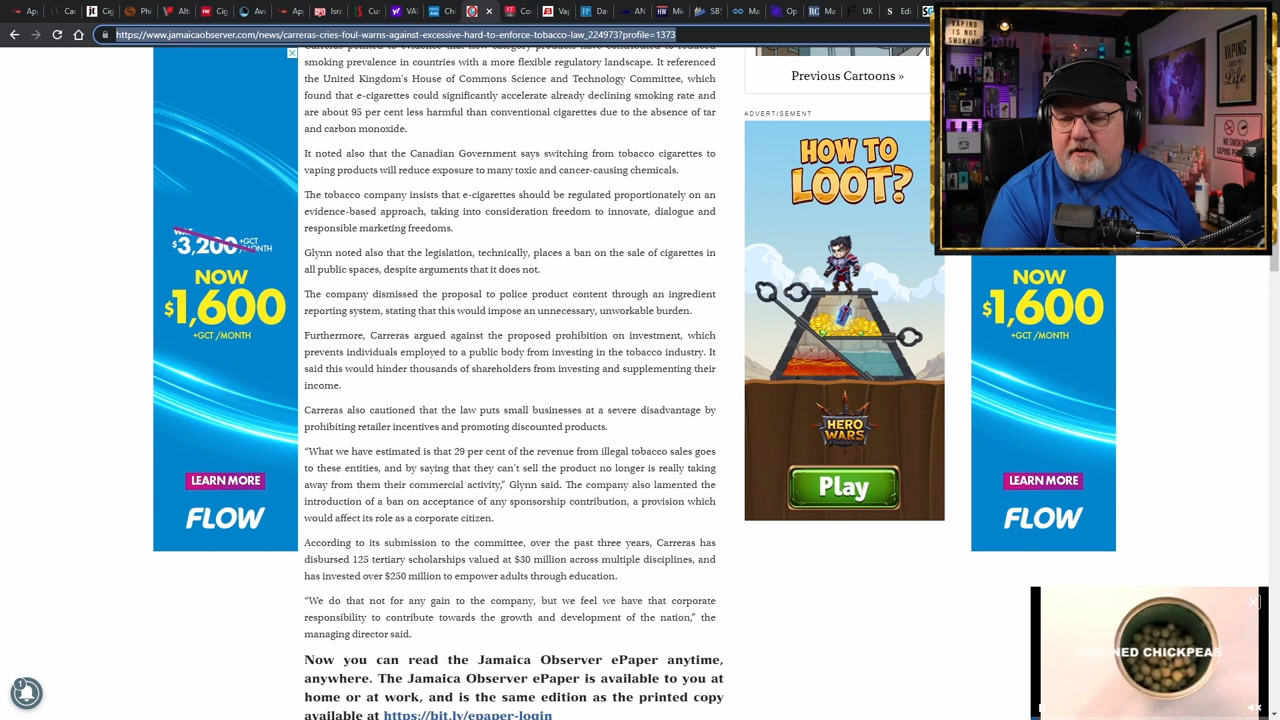 Isr
Yal
Ch
ET
Co
Va
Mi
An
HW
Mi
S8
Op
RC
Mo
https://www.jamaicaobserver.com/news/carreras-cries-foul-warns-against-excessive-hard-to-enforce-tobacco-law_224973?profile=1373
smoking prevalence in countries with a more flexible regulatory landscape. It referenced
the United Kingdom's House of Commons Science and Technology Committee, which
found that e-cigarettes could significantly accelerate already declining smoking rate and
are about 95 per cent less harmful than conventional cigarettes due to the absence of tar
and carbon monoxide.
It noted also that the Canadian Government says switching from tobacco cigarettes to
vaping products will reduce exposure to many toxic and cancer-causing chemicals.
The tobacco company insists that e-cigarettes should be regulated proportionately on an
evidence-based approach, taking into consideration freedom to innovate, dialogue and
responsible marketing freedoms.
Glynn noted also that the legislation, technically, places a ban on the sale of cigarettes in
all public spaces, despite arguments that it does not.
The company dismissed the proposal to police product content through an ingredient
reporting system, stating that this would impose an unnecessary, unworkable burden.
Furthermore, Carreras argued against the proposed prohibition on investment, which
prevents individuals employed to a public body from investing in the tobacco industry. It
said this would hinder thousands of shareholders from investing and supplementing their
income.
Carreras also cautioned that the law puts small businesses at a severe disadvantage by
prohibiting retailer incentives and promoting discounted products.
“What we have estimated is that 29 per cent of the revenue from illegal tobacco sales goes
to these entities, and by saying that they can't sell the product no longer is really taking
away from them their commercial activity,” Glynn said. The company also lamented the
introduction of a ban on acceptance of any sponsorship contribution, a provision which
would affect its role as a corporate citizen.
According to its submission to the committee, over the past three years, Carreras has
disbursed 125 tertiary scholarships valued at $30 million across multiple disciplines, and
has invested over $250 million to empower adults through education.
“We do that not for any gain to the company, but we feel we have that corporate
responsibility to contribute towards the growth and development of the nation,” the
managing director said.
Now you can read the Jamaica Observer ePaper anytime,
anywhere. The Jamaica Observer ePaper is available to you at
home or at work, and is the same edition as the printed copy
available at https://bit.ly/epaper-login
WAS
$3,200 +GCT /MONTH
NOW
$1,600
+GCT /MONTH
LEARN MORE
FLOW
Previous Cartoons »
ADVERTISEMENT
HOW TO
LOOT?
HERO
WARS
Play
NOW
$1,600
+GCT /MONTH
LEARN MORE
FLOW
VAPING
IS NOT
SMOKING
VAPING
Life
NED CHICKPEAS